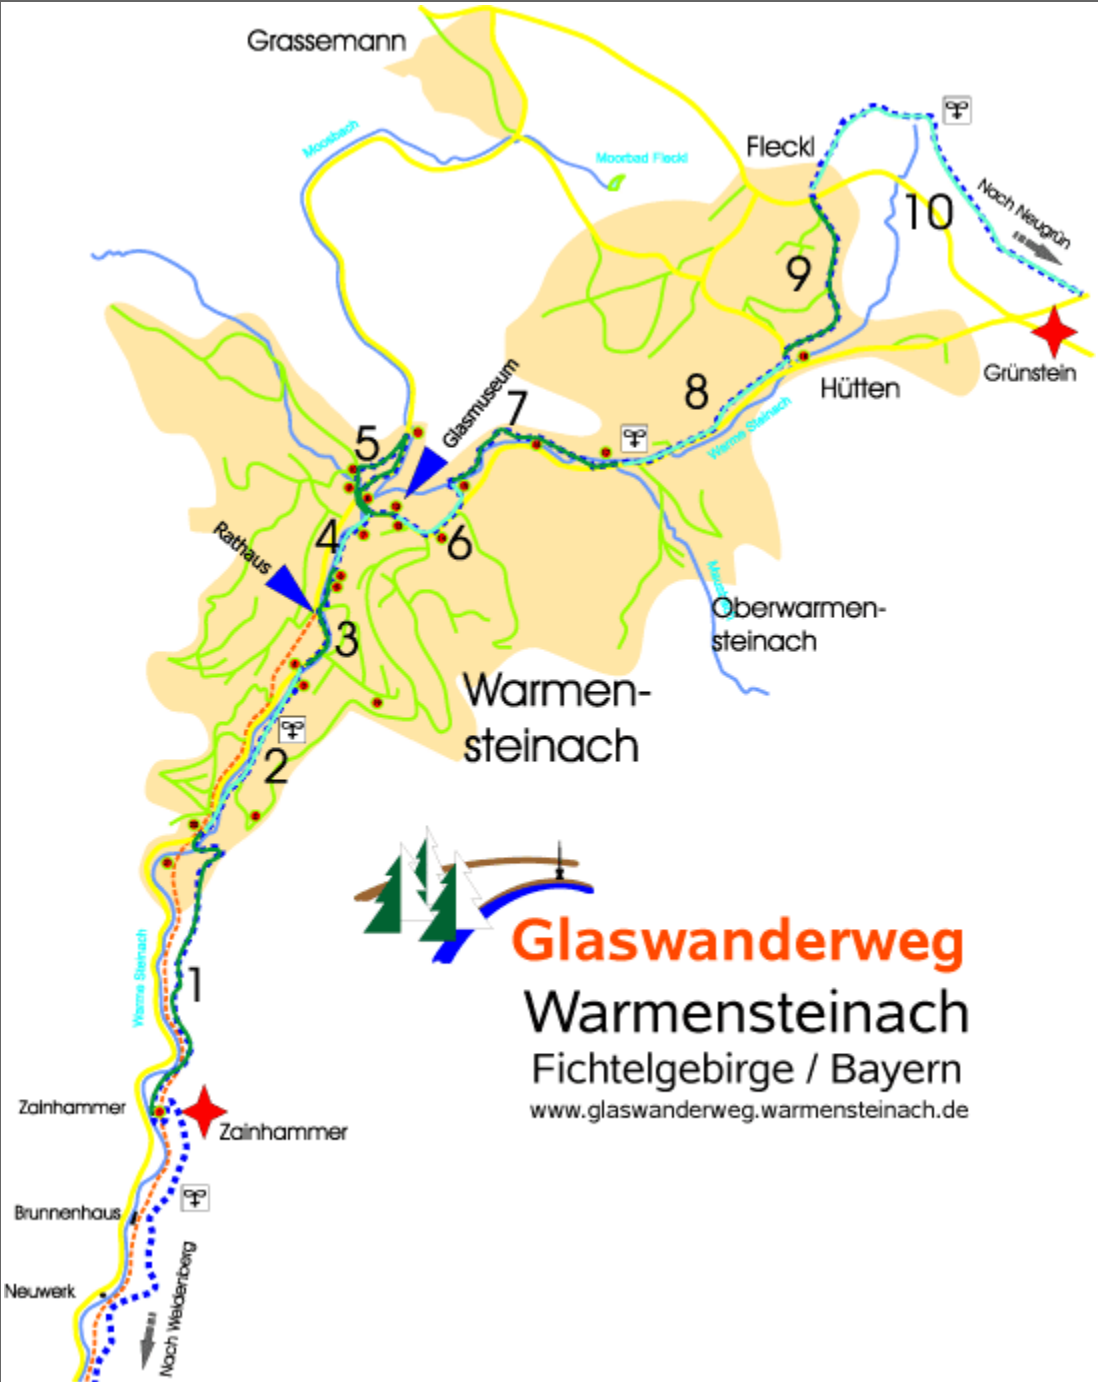 Grassemann
Moosbach
Moorbad Fleckl
Fleckl
Nach Neugrün
10
9
Grünstein
Hütten
8
Warme Steinach
Glasmuseum
7
5
4
6
Rathaus
3
Oberwarmen-
steinach
Warmen-
steinach
2
Glaswanderweg
Warmensteinach
Fichtelgebirge / Bayern
www.glaswanderweg.warmensteinach.de
Warme Steinach
1
Zainhammer
Zainhammer
Brunnenhaus
Neuwerk
Nach Weidenberg